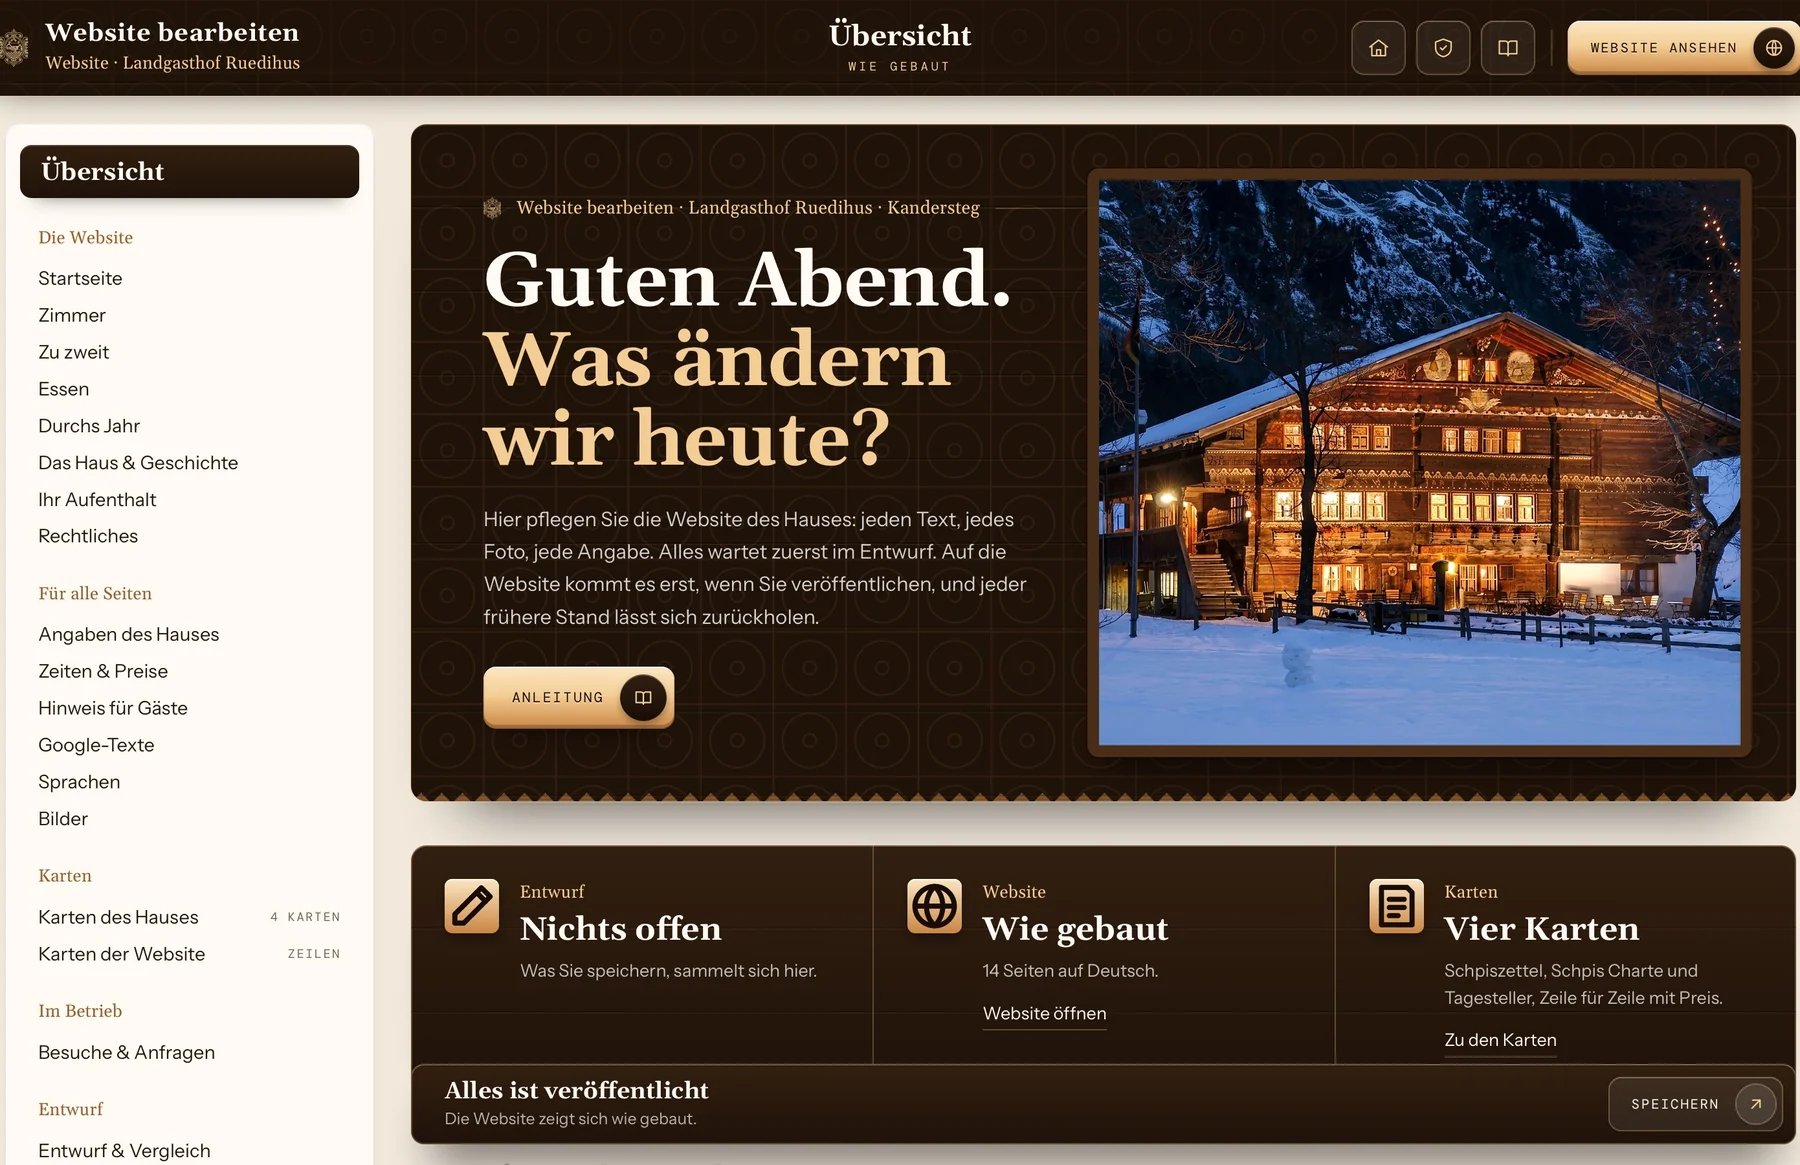 Website bearbeiten
Website · Landgasthof Ruedihus
Übersicht
WIE GEBAUT
WEBSITE ANSEHEN
Übersicht
Die Website
Startseite
Zimmer
Zu zweit
Essen
Durchs Jahr
Das Haus & Geschichte
Ihr Aufenthalt
Rechtliches
Für alle Seiten
Angaben des Hauses
Zeiten & Preise
Hinweis für Gäste
Google-Texte
Sprachen
Bilder
Karten
Karten des Hauses 4 KARTEN
Karten der Website ZEILEN
Im Betrieb
Besuche & Anfragen
Entwurf
Entwurf & Vergleich
Website bearbeiten · Landgasthof Ruedihus · Kandersteg
Guten Abend.
Was ändern
wir heute?
Hier pflegen Sie die Website des Hauses: jeden Text, jedes
Foto, jede Angabe. Alles wartet zuerst im Entwurf. Auf die
Website kommt es erst, wenn Sie veröffentlichen, und jeder
frühere Stand lässt sich zurückholen.
ANLEITUNG
Entwurf
Nichts offen
Was Sie speichern, sammelt sich hier.
Website
Wie gebaut
14 Seiten auf Deutsch.
Website öffnen
Karten
Vier Karten
Schpiszettel, Schpis Charte und
Tagesteller, Zeile für Zeile mit Preis.
Zu den Karten
Alles ist veröffentlicht
Die Website zeigt sich wie gebaut.
SPEICHERN